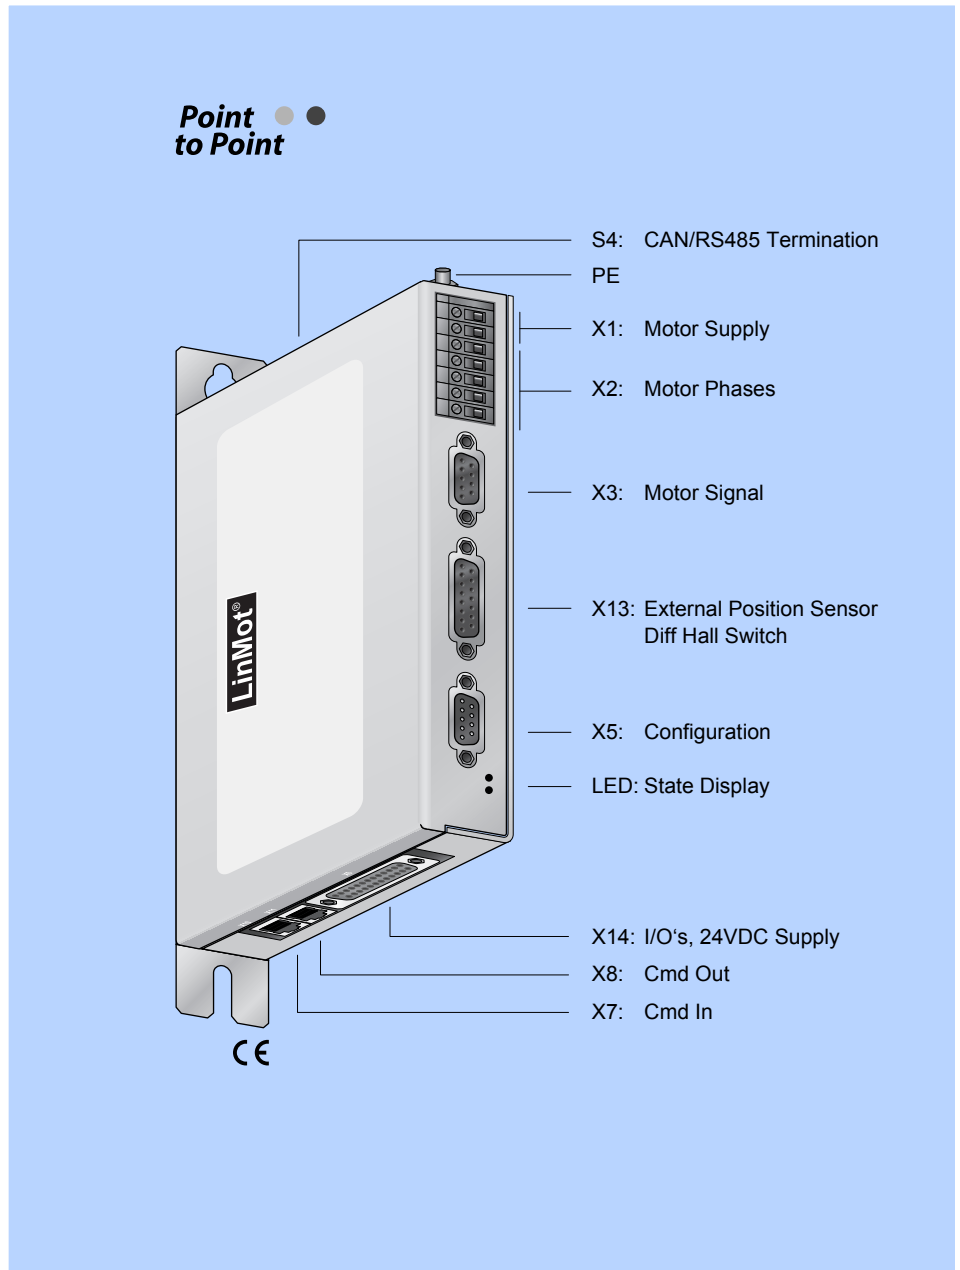 Point
to Point
S4: CAN/RS485 Termination
PE
X1: Motor Supply
X2: Motor Phases
X3: Motor Signal
X13: External Position Sensor
Diff Hall Switch
X5: Configuration
LED: State Display
X14: I/O‘s, 24VDC Supply
X8: Cmd Out
X7: Cmd In
LinMot®
CE